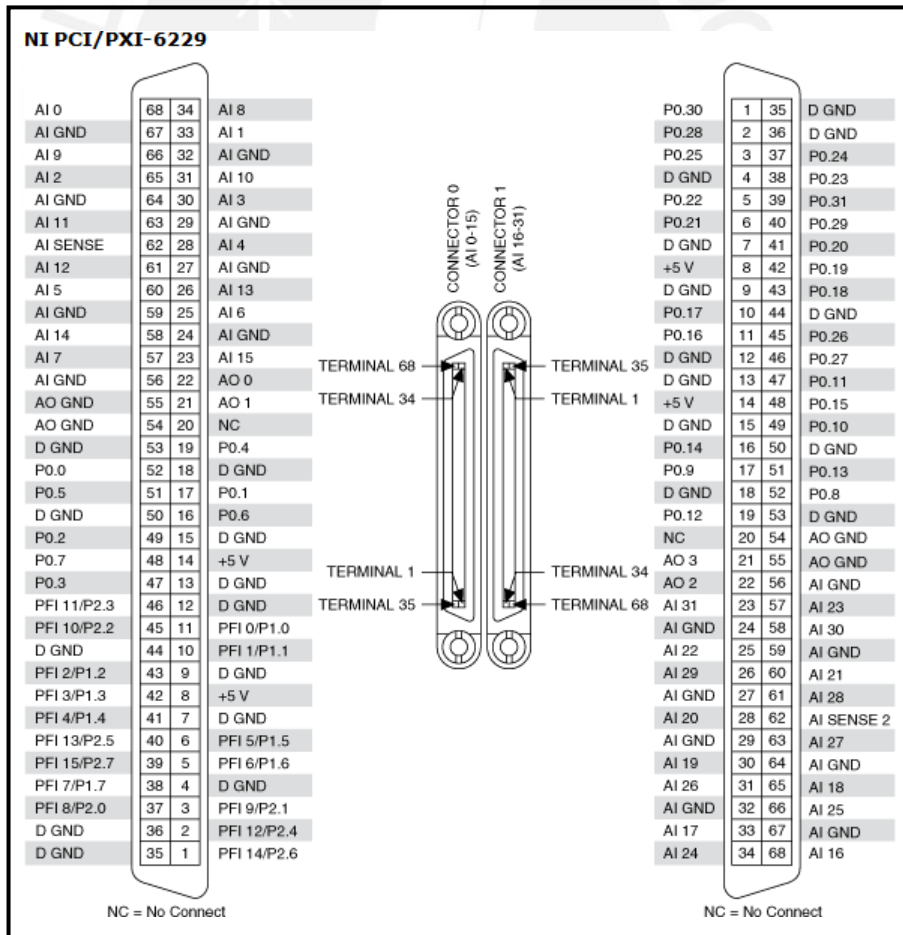 NI PCI/PXI-6229
AI 0 68 34 AI 8
AI GND 67 33 AI 1
AI 9 66 32 AI GND
AI 2 65 31 AI 10
AI GND 64 30 AI 3
AI 11 63 29 AI GND
AI SENSE 62 28 AI 4
AI 12 61 27 AI GND
AI 5 60 26 AI 13
AI GND 59 25 AI 6
AI 14 58 24 AI GND
AI 7 57 23 AI 15
AI GND 56 22 AO 0
AO GND 55 21 AO 1
AO GND 54 20 NC
D GND 53 19 P0.4
P0.0 52 18 D GND
P0.5 51 17 P0.1
D GND 50 16 P0.6
P0.2 49 15 D GND
P0.7 48 14 +5 V
P0.3 47 13 D GND
PFI 11/P2.3 46 12 D GND
PFI 10/P2.2 45 11 PFI 0/P1.0
D GND 44 10 PFI 1/P1.1
PFI 2/P1.2 43 9 D GND
PFI 3/P1.3 42 8 +5 V
PFI 4/P1.4 41 7 D GND
PFI 13/P2.5 40 6 PFI 5/P1.5
PFI 15/P2.7 39 5 PFI 6/P1.6
PFI 7/P1.7 38 4 D GND
PFI 8/P2.0 37 3 PFI 9/P2.1
D GND 36 2 PFI 12/P2.4
D GND 35 1 PFI 14/P2.6
NC = No Connect
CONNECTOR 0
(AI 0-15)
CONNECTOR 1
(AI 16-31)
TERMINAL 68
TERMINAL 34
TERMINAL 35
TERMINAL 1
TERMINAL 1
TERMINAL 35
TERMINAL 34
TERMINAL 68
P0.30 1 35 D GND
P0.28 2 36 D GND
P0.25 3 37 P0.24
D GND 4 38 P0.23
P0.22 5 39 P0.31
P0.21 6 40 P0.29
D GND 7 41 P0.20
+5 V 8 42 P0.19
D GND 9 43 P0.18
P0.17 10 44 D GND
P0.16 11 45 P0.26
D GND 12 46 P0.27
D GND 13 47 P0.11
+5 V 14 48 P0.15
D GND 15 49 P0.10
P0.14 16 50 D GND
P0.9 17 51 P0.13
D GND 18 52 P0.8
P0.12 19 53 D GND
NC 20 54 AO GND
AO 3 21 55 AO GND
AO 2 22 56 AI GND
AI 31 23 57 AI 23
AI GND 24 58 AI 30
AI 22 25 59 AI GND
AI 29 26 60 AI 21
AI GND 27 61 AI 28
AI 20 28 62 AI SENSE 2
AI GND 29 63 AI 27
AI 19 30 64 AI GND
AI 26 31 65 AI 18
AI GND 32 66 AI 25
AI 17 33 67 AI GND
AI 24 34 68 AI 16
NC = No Connect